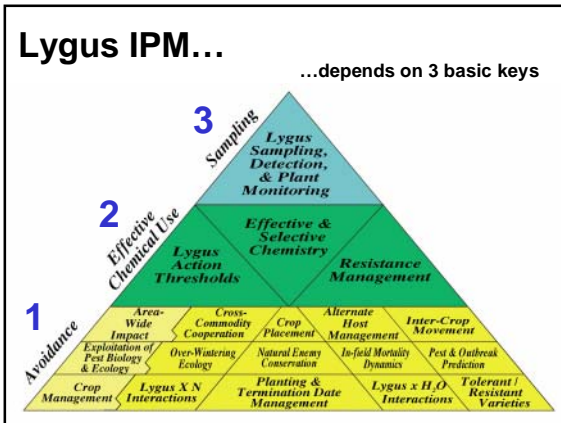 Lygus IPM…
…depends on 3 basic keys
3
Sampling
Lygus
Sampling,
Detection,
& Plant
Monitoring
2
Effective
Chemical Use
Lygus
Action
Thresholds
Effective &
Selective
Chemistry
Resistance
Management
1
Avoidance
Area-
Wide
Impact
Cross-
Commodity
Cooperation
Crop
Placement
Alternate
Host
Management
Inter-Crop
Movement
Exploitation of
Pest Biology
& Ecology
Over-Wintering
Ecology
Natural Enemy
Conservation
In-field Mortality
Dynamics
Pest & Outbreak
Prediction
Crop
Management
Lygus X N
Interactions
Planting &
Termination Date
Management
Lygus x H₂O
Interactions
Tolerant /
Resistant
Varieties